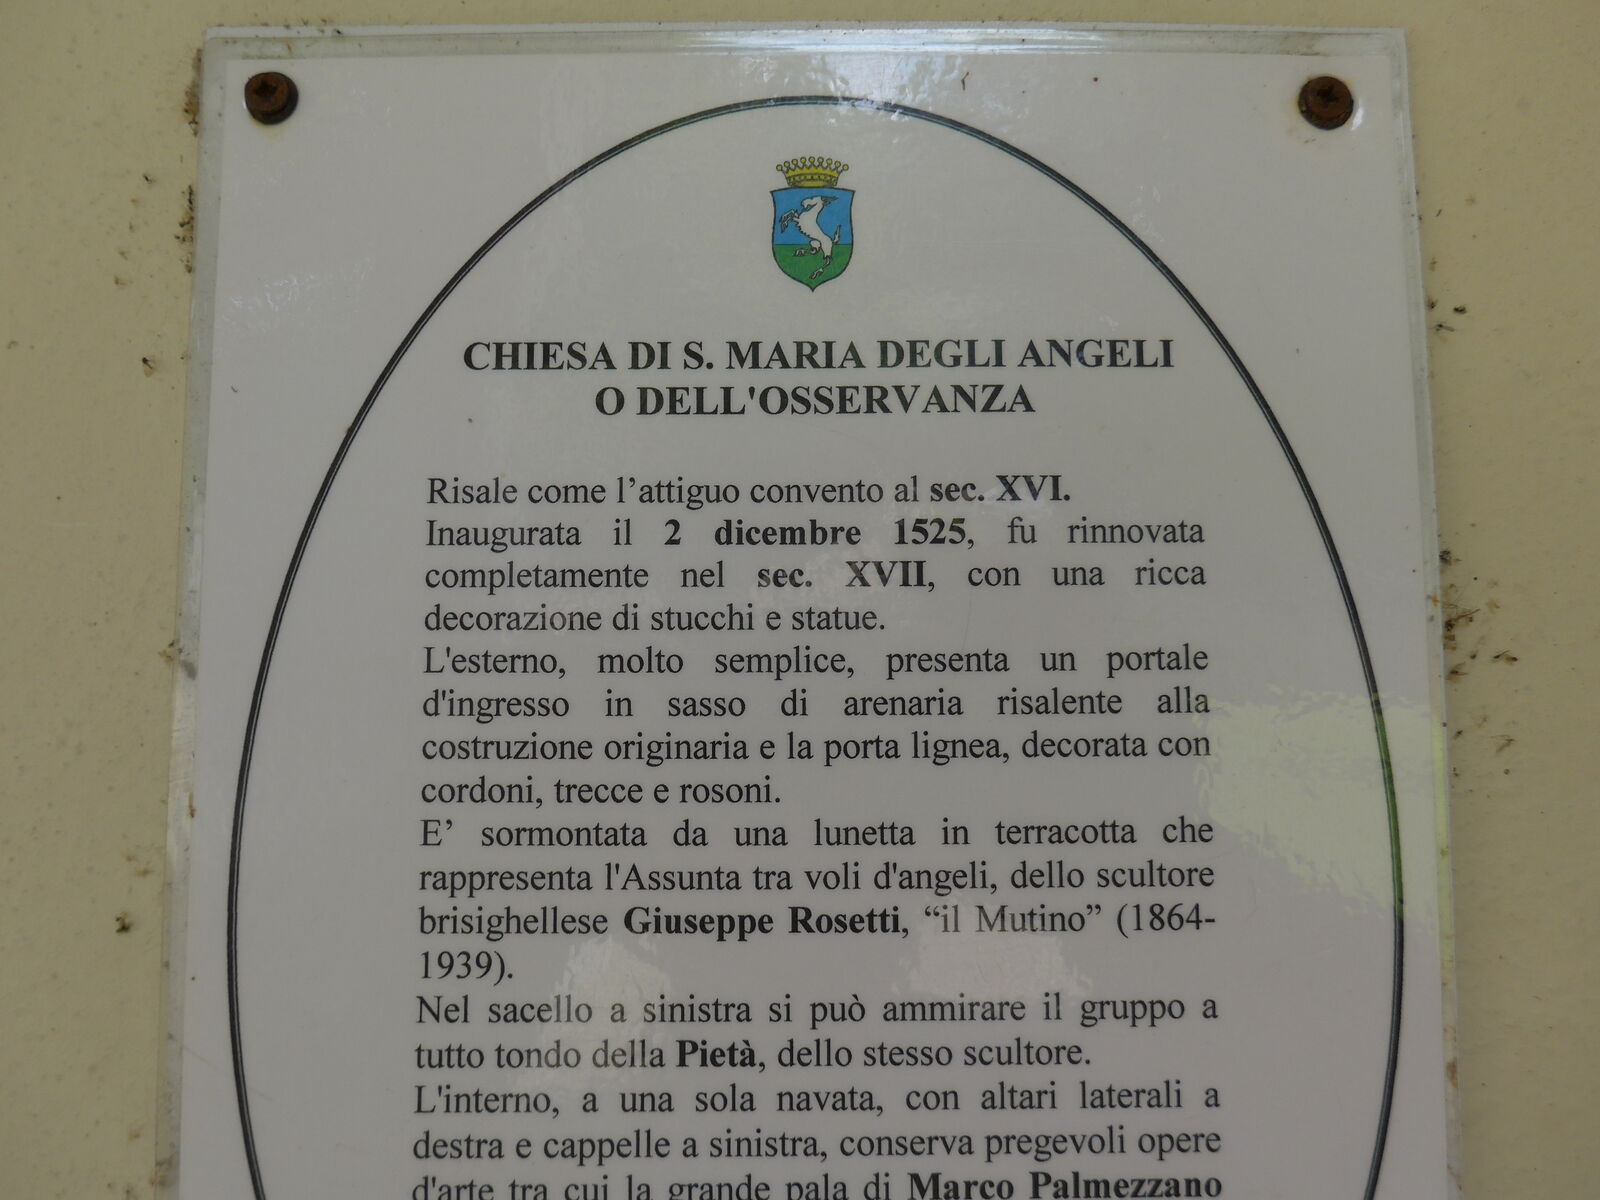 CHIESA DI S. MARIA DEGLI ANGELI
O DELL'OSSERVANZA
Risale come l’attiguo convento al sec. XVI.
Inaugurata il 2 dicembre 1525, fu rinnovata
completamente nel sec. XVII, con una ricca
decorazione di stucchi e statue.
L'esterno, molto semplice, presenta un portale
d'ingresso in sasso di arenaria risalente alla
costruzione originaria e la porta lignea, decorata con
cordoni, trecce e rosoni.
E’ sormontata da una lunetta in terracotta che
rappresenta l'Assunta tra voli d'angeli, dello scultore
brisighellese Giuseppe Rosetti, “il Mutino” (1864-
1939).
Nel sacello a sinistra si può ammirare il gruppo a
tutto tondo della Pietà, dello stesso scultore.
L'interno, a una sola navata, con altari laterali a
destra e cappelle a sinistra, conserva pregevoli opere
d'arte tra cui la grande pala di Marco Palmezzano